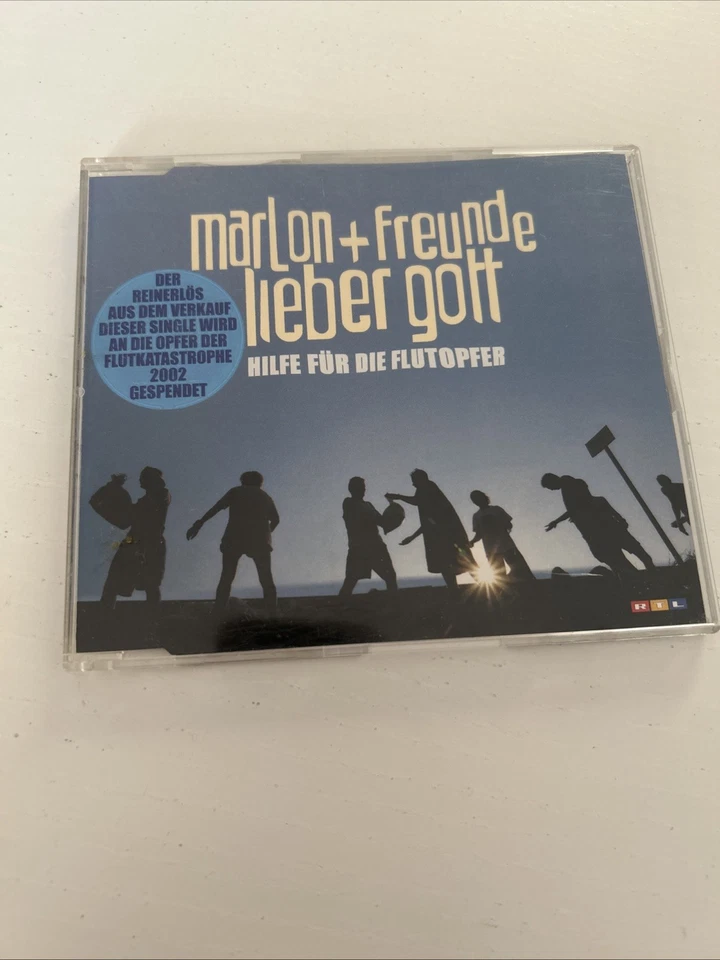 marlon + freunde
lieber gott
HILFE FÜR DIE FLUTOPFER
DER
REINERLÖS
AUS DEM VERKAUF
DIESER SINGLE WIRD
AN DIE OPFER DER
FLUTKATASTROPHE
2002
GESPENDET
RTL